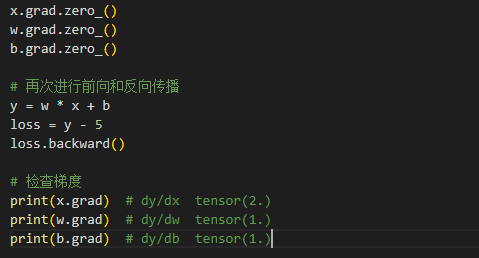 x.grad.zero_()
w.grad.zero_()
b.grad.zero_()
# 再次进行前向和反向传播
y = w * x + b
loss = y - 5
loss.backward()
# 检查梯度
print(x.grad)  # dy/dx  tensor(2.)
print(w.grad)  # dy/dw  tensor(1.)
print(b.grad)  # dy/db  tensor(1.)